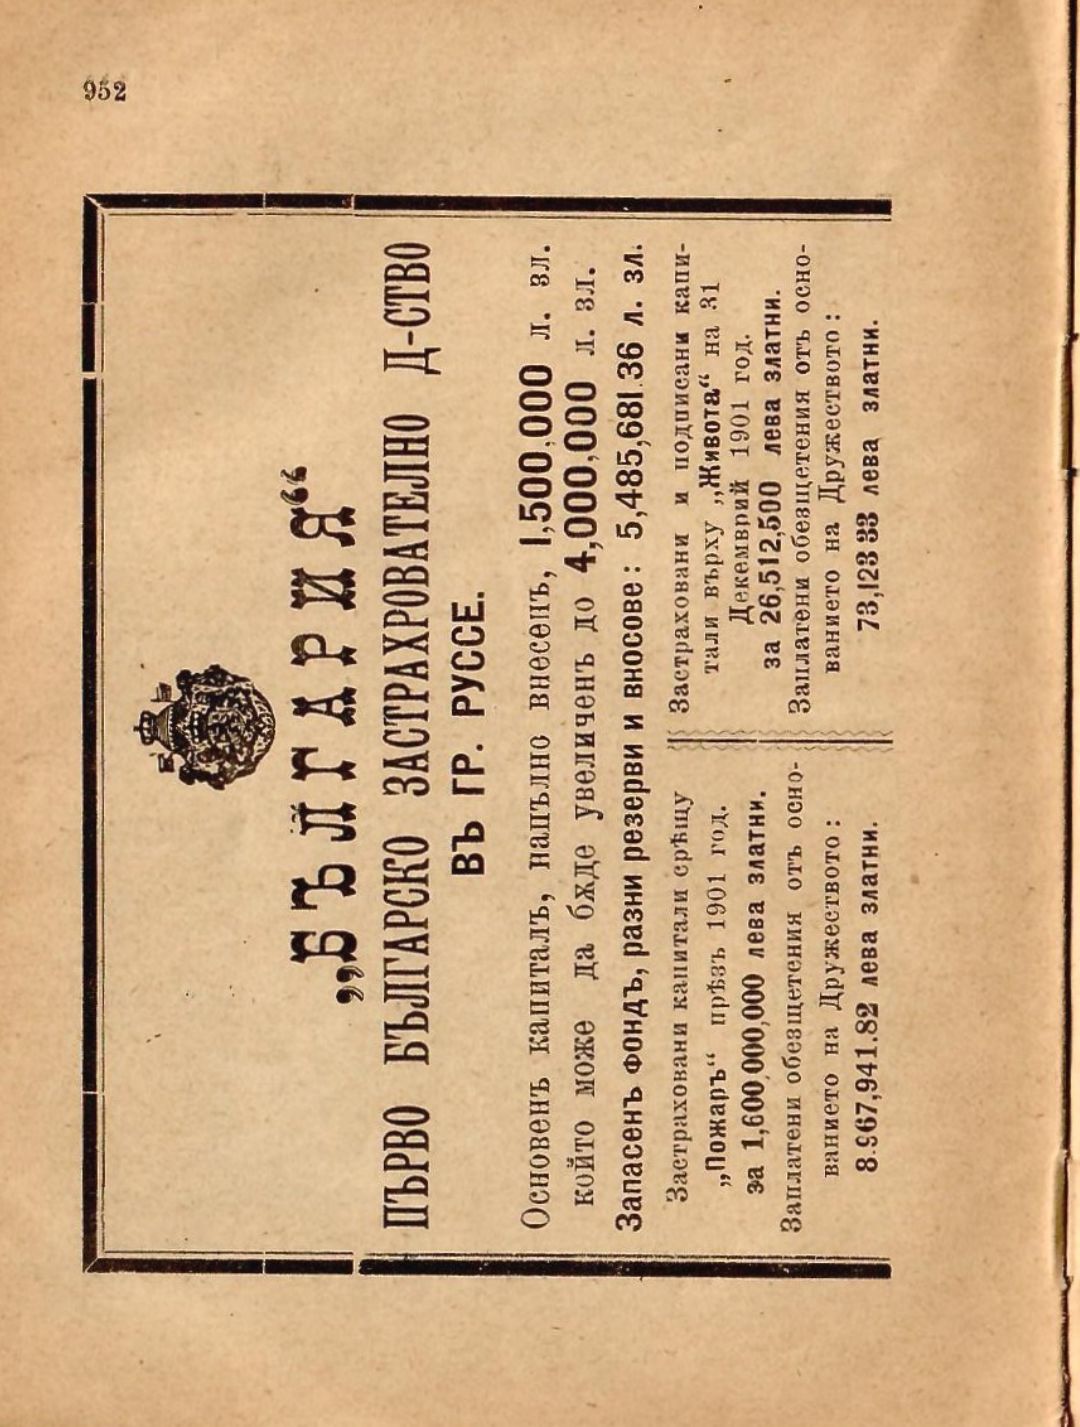 952
„БЪЛГАРИЯ“
ПЪРВО БЪЛГАРСКО ЗАСТРАХРОВАТЕЛНО Д-СТВО
ВЪ ГР. РУССЕ.
Основенъ капиталъ, напълно внесенъ, 1,500,000 л. зл.
който може да бѫде увеличенъ до 4,000,000 л. зл.
Запасенъ фондъ, разни резерви и вносове: 5,485,681.36 л. зл.
Застраховани капитали срѣщу
„Пожаръ“ прѣзъ 1901 год.
за 1,600,000,000 лева златни.
Заплатени обезщетения отъ осно-
ванието на Дружеството:
8.967,941.82 лева златни.
Застраховани и подписани капи-
тали върху „Живота“ на 31
Декемврий 1901 год.
за 26,512,500 лева златни.
Заплатени обезщетения отъ осно-
ванието на Дружеството:
73,123 33 лева златни.